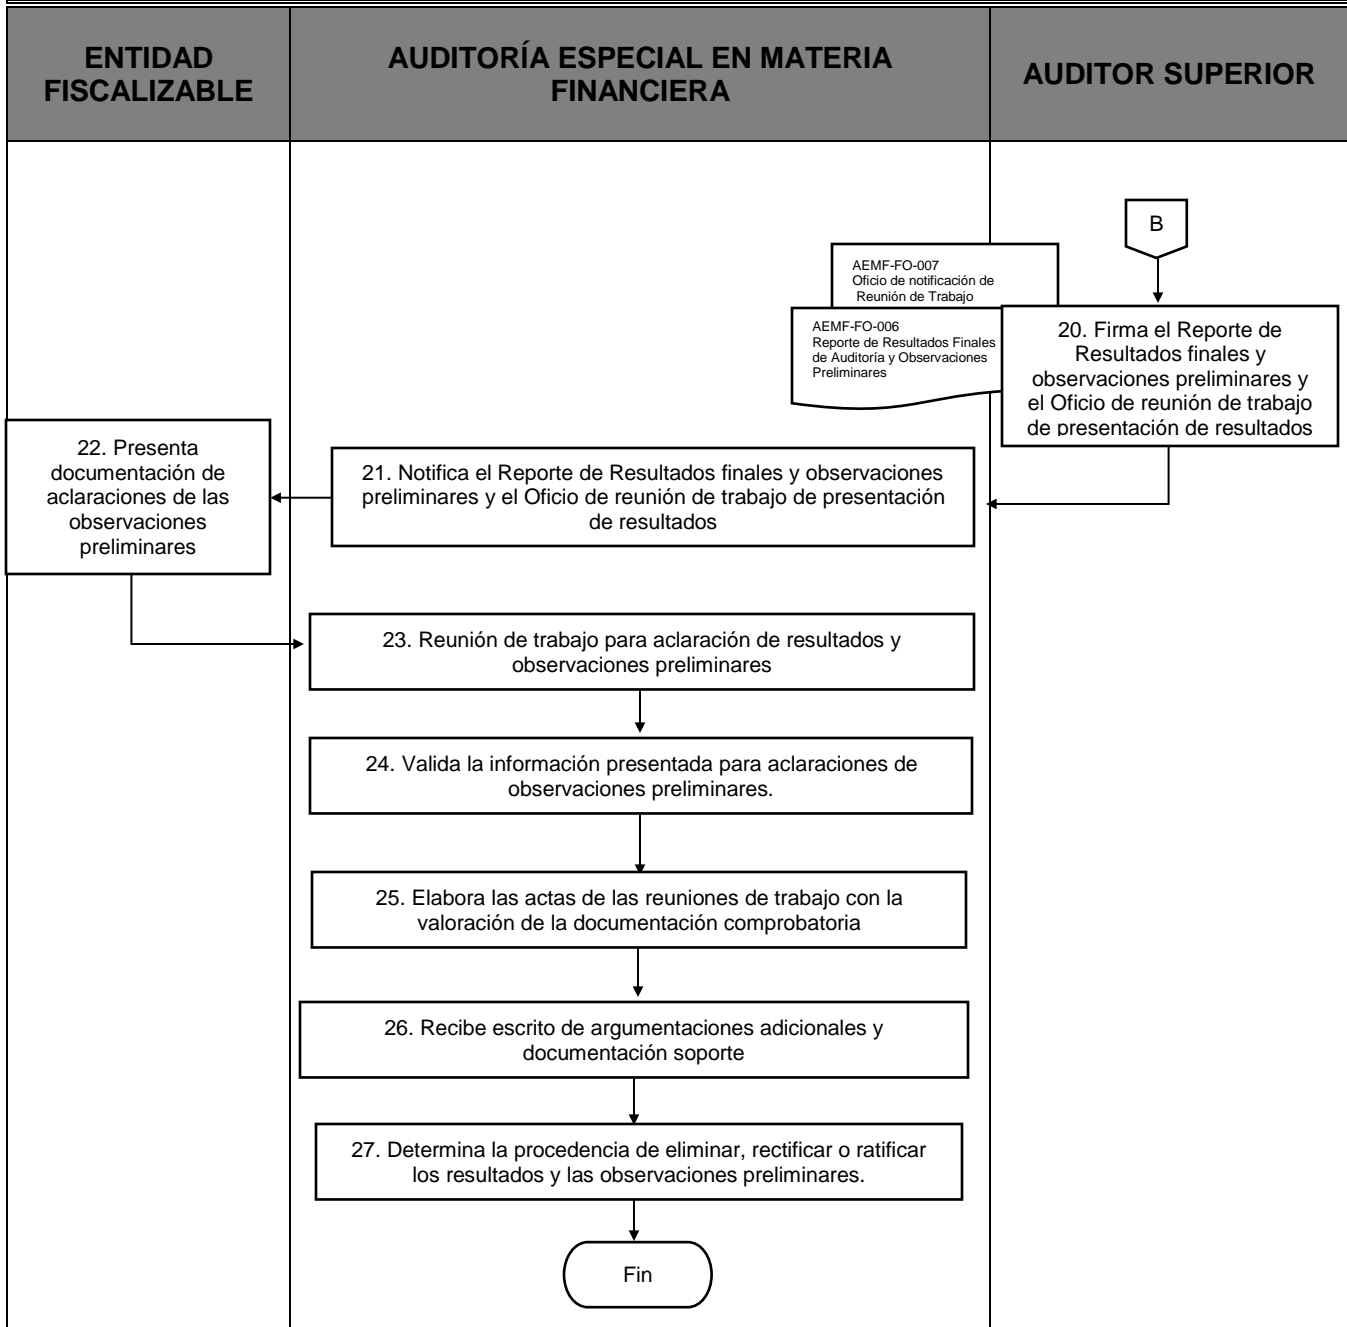 ENTIDAD
FISCALIZABLE
AUDITORÍA ESPECIAL EN MATERIA
FINANCIERA
AUDITOR SUPERIOR
B
AEMF-FO-007
Oficio de notificación de
Reunión de Trabajo
AEMF-FO-006
Reporte de Resultados Finales
de Auditoría y Observaciones
Preliminares
20. Firma el Reporte de
Resultados finales y
observaciones preliminares y
el Oficio de reunión de trabajo
de presentación de resultados
21. Notifica el Reporte de Resultados finales y observaciones
preliminares y el Oficio de reunión de trabajo de presentación
de resultados
22. Presenta
documentación de
aclaraciones de las
observaciones
preliminares
23. Reunión de trabajo para aclaración de resultados y
observaciones preliminares
24. Valida la información presentada para aclaraciones de
observaciones preliminares.
25. Elabora las actas de las reuniones de trabajo con la
valoración de la documentación comprobatoria
26. Recibe escrito de argumentaciones adicionales y
documentación soporte
27. Determina la procedencia de eliminar, rectificar o ratificar
los resultados y las observaciones preliminares.
Fin